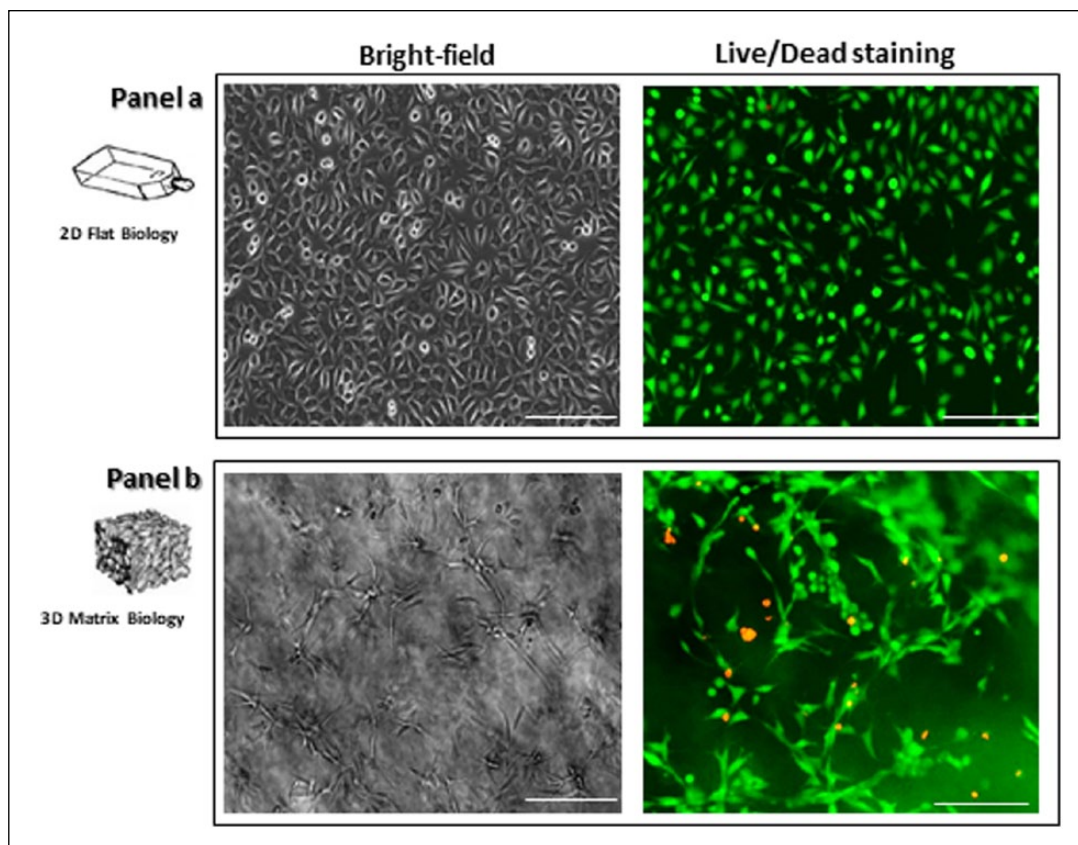 Bright-field
Live/Dead staining
Panel a
2D Flat Biology
Panel b
3D Matrix Biology